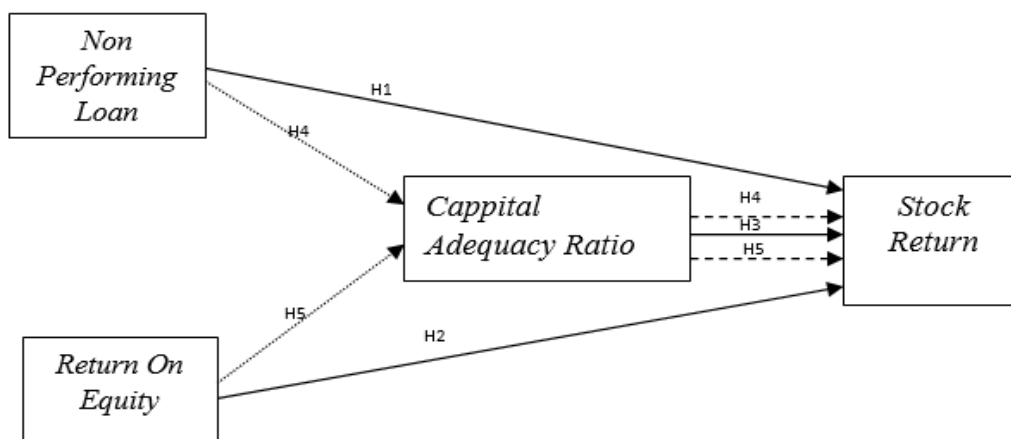 Non
Performing
Loan
H1
H4
Cappital
Adequacy Ratio
H4
H3
H5
Stock
Return
H5
H2
Return On
Equity